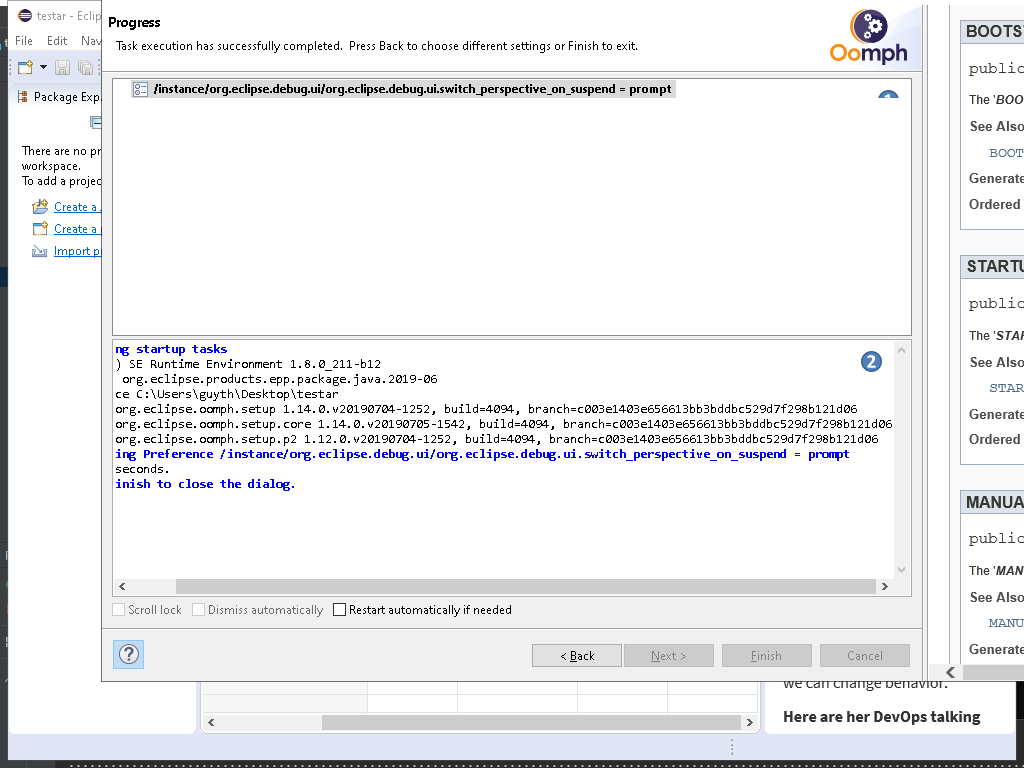 testar - Eclip
File Edit Nav
Package Exp
There are no pr
workspace.
To add a projec
Create a
Create a
Import p
Progress
Task execution has successfully completed. Press Back to choose different settings or Finish to exit.
Oomph
/instance/org.eclipse.debug.ui/org.eclipse.debug.ui.switch_perspective_on_suspend = prompt
ng startup tasks
) SE Runtime Environment 1.8.0_211-b12
org.eclipse.products.epp.package.java.2019-06
ce C:\Users\guyth\Desktop\testar
org.eclipse.oomph.setup 1.14.0.v20190704-1252, build=4094, branch=c003e1403e656613bb3bddbc529d7f298b121d06
org.eclipse.oomph.setup.core 1.14.0.v20190705-1542, build=4094, branch=c003e1403e656613bb3bddbc529d7f298b121d06
org.eclipse.oomph.setup.p2 1.12.0.v20190704-1252, build=4094, branch=c003e1403e656613bb3bddbc529d7f298b121d06
ing Preference /instance/org.eclipse.debug.ui/org.eclipse.debug.ui.switch_perspective_on_suspend = prompt
seconds.
inish to close the dialog.
2
Scroll lock Dismiss automatically Restart automatically if needed
? < Back Next > Finish Cancel
BOOTS
public
The 'BOO
See Also
BOOT
Generate
Ordered
STARTU
public
The 'STAR
See Also
STAR
Generate
Ordered
MANUA
public
The 'MAN
See Also
MANU
Generate
we can change behavior.
Here are her DevOps talking